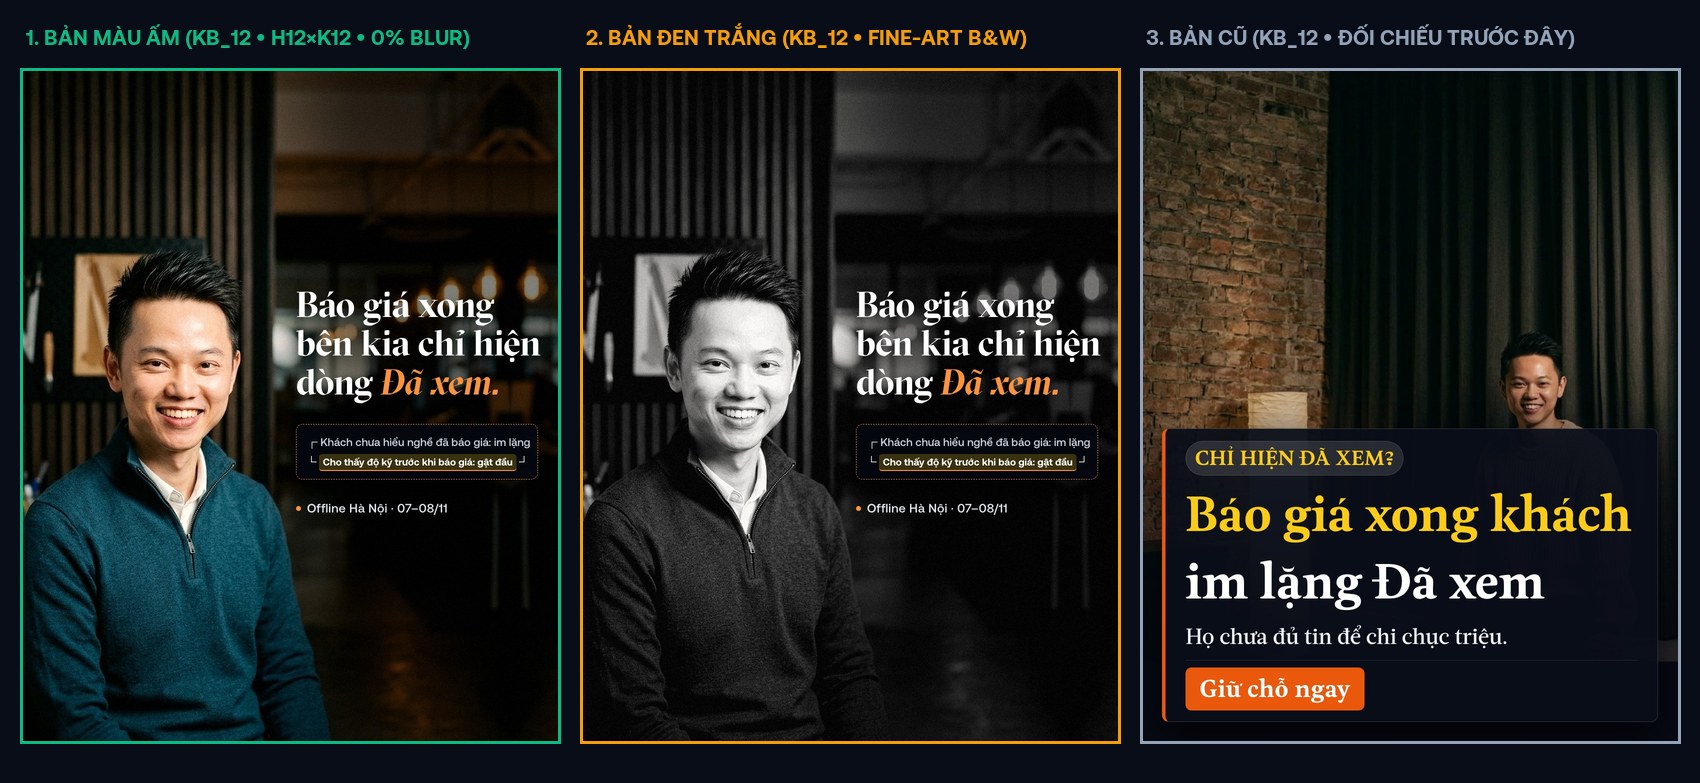 1. BẢN MÀU ẤM (KB_12 • H12×K12 • 0% BLUR)
Báo giá xong
bên kia chỉ hiện
dòng Đã xem.
Khách chưa hiểu nghề đã báo giá: im lặng
Cho thấy độ kỹ trước khi báo giá: gật đầu
• Offline Hà Nội · 07–08/11
2. BẢN ĐEN TRẮNG (KB_12 • FINE-ART B&W)
Báo giá xong
bên kia chỉ hiện
dòng Đã xem.
Khách chưa hiểu nghề đã báo giá: im lặng
Cho thấy độ kỹ trước khi báo giá: gật đầu
• Offline Hà Nội · 07–08/11
3. BẢN CŨ (KB_12 • ĐỐI CHIẾU TRƯỚC ĐÂY)
CHỈ HIỆN ĐÃ XEM?
Báo giá xong khách
im lặng Đã xem
Họ chưa đủ tin để chi chục triệu.
Giữ chỗ ngay